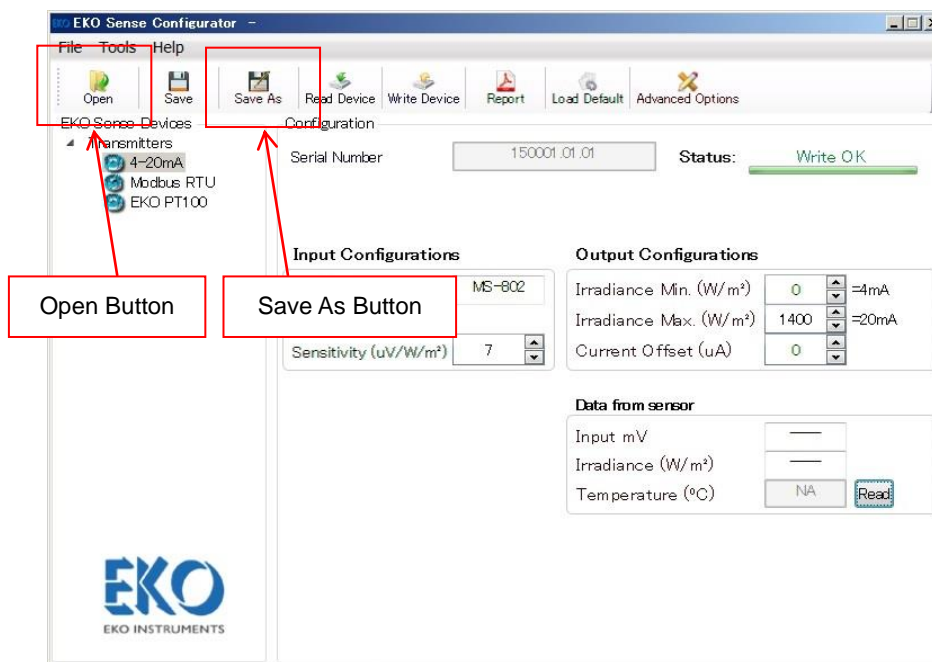 EKO EKO Sense Configurator -
File Tools Help
Open Save Save As Read Device Write Device Report Load Default Advanced Options
EKO Sense Devices
Transmitters
4-20mA
Modbus RTU
EKO PT100
Configuration
Serial Number 150001.01.01 Status: Write OK
Open Button
Save As Button
Input Configurations
MS-802
Sensitivity (uV/W/m²) 7
Output Configurations
Irradiance Min. (W/m²) 0 =4mA
Irradiance Max. (W/m²) 1400 =20mA
Current Offset (uA) 0
Data from sensor
Input mV ——
Irradiance (W/m²) ——
Temperature (ºC) NA Read
EKO
EKO INSTRUMENTS